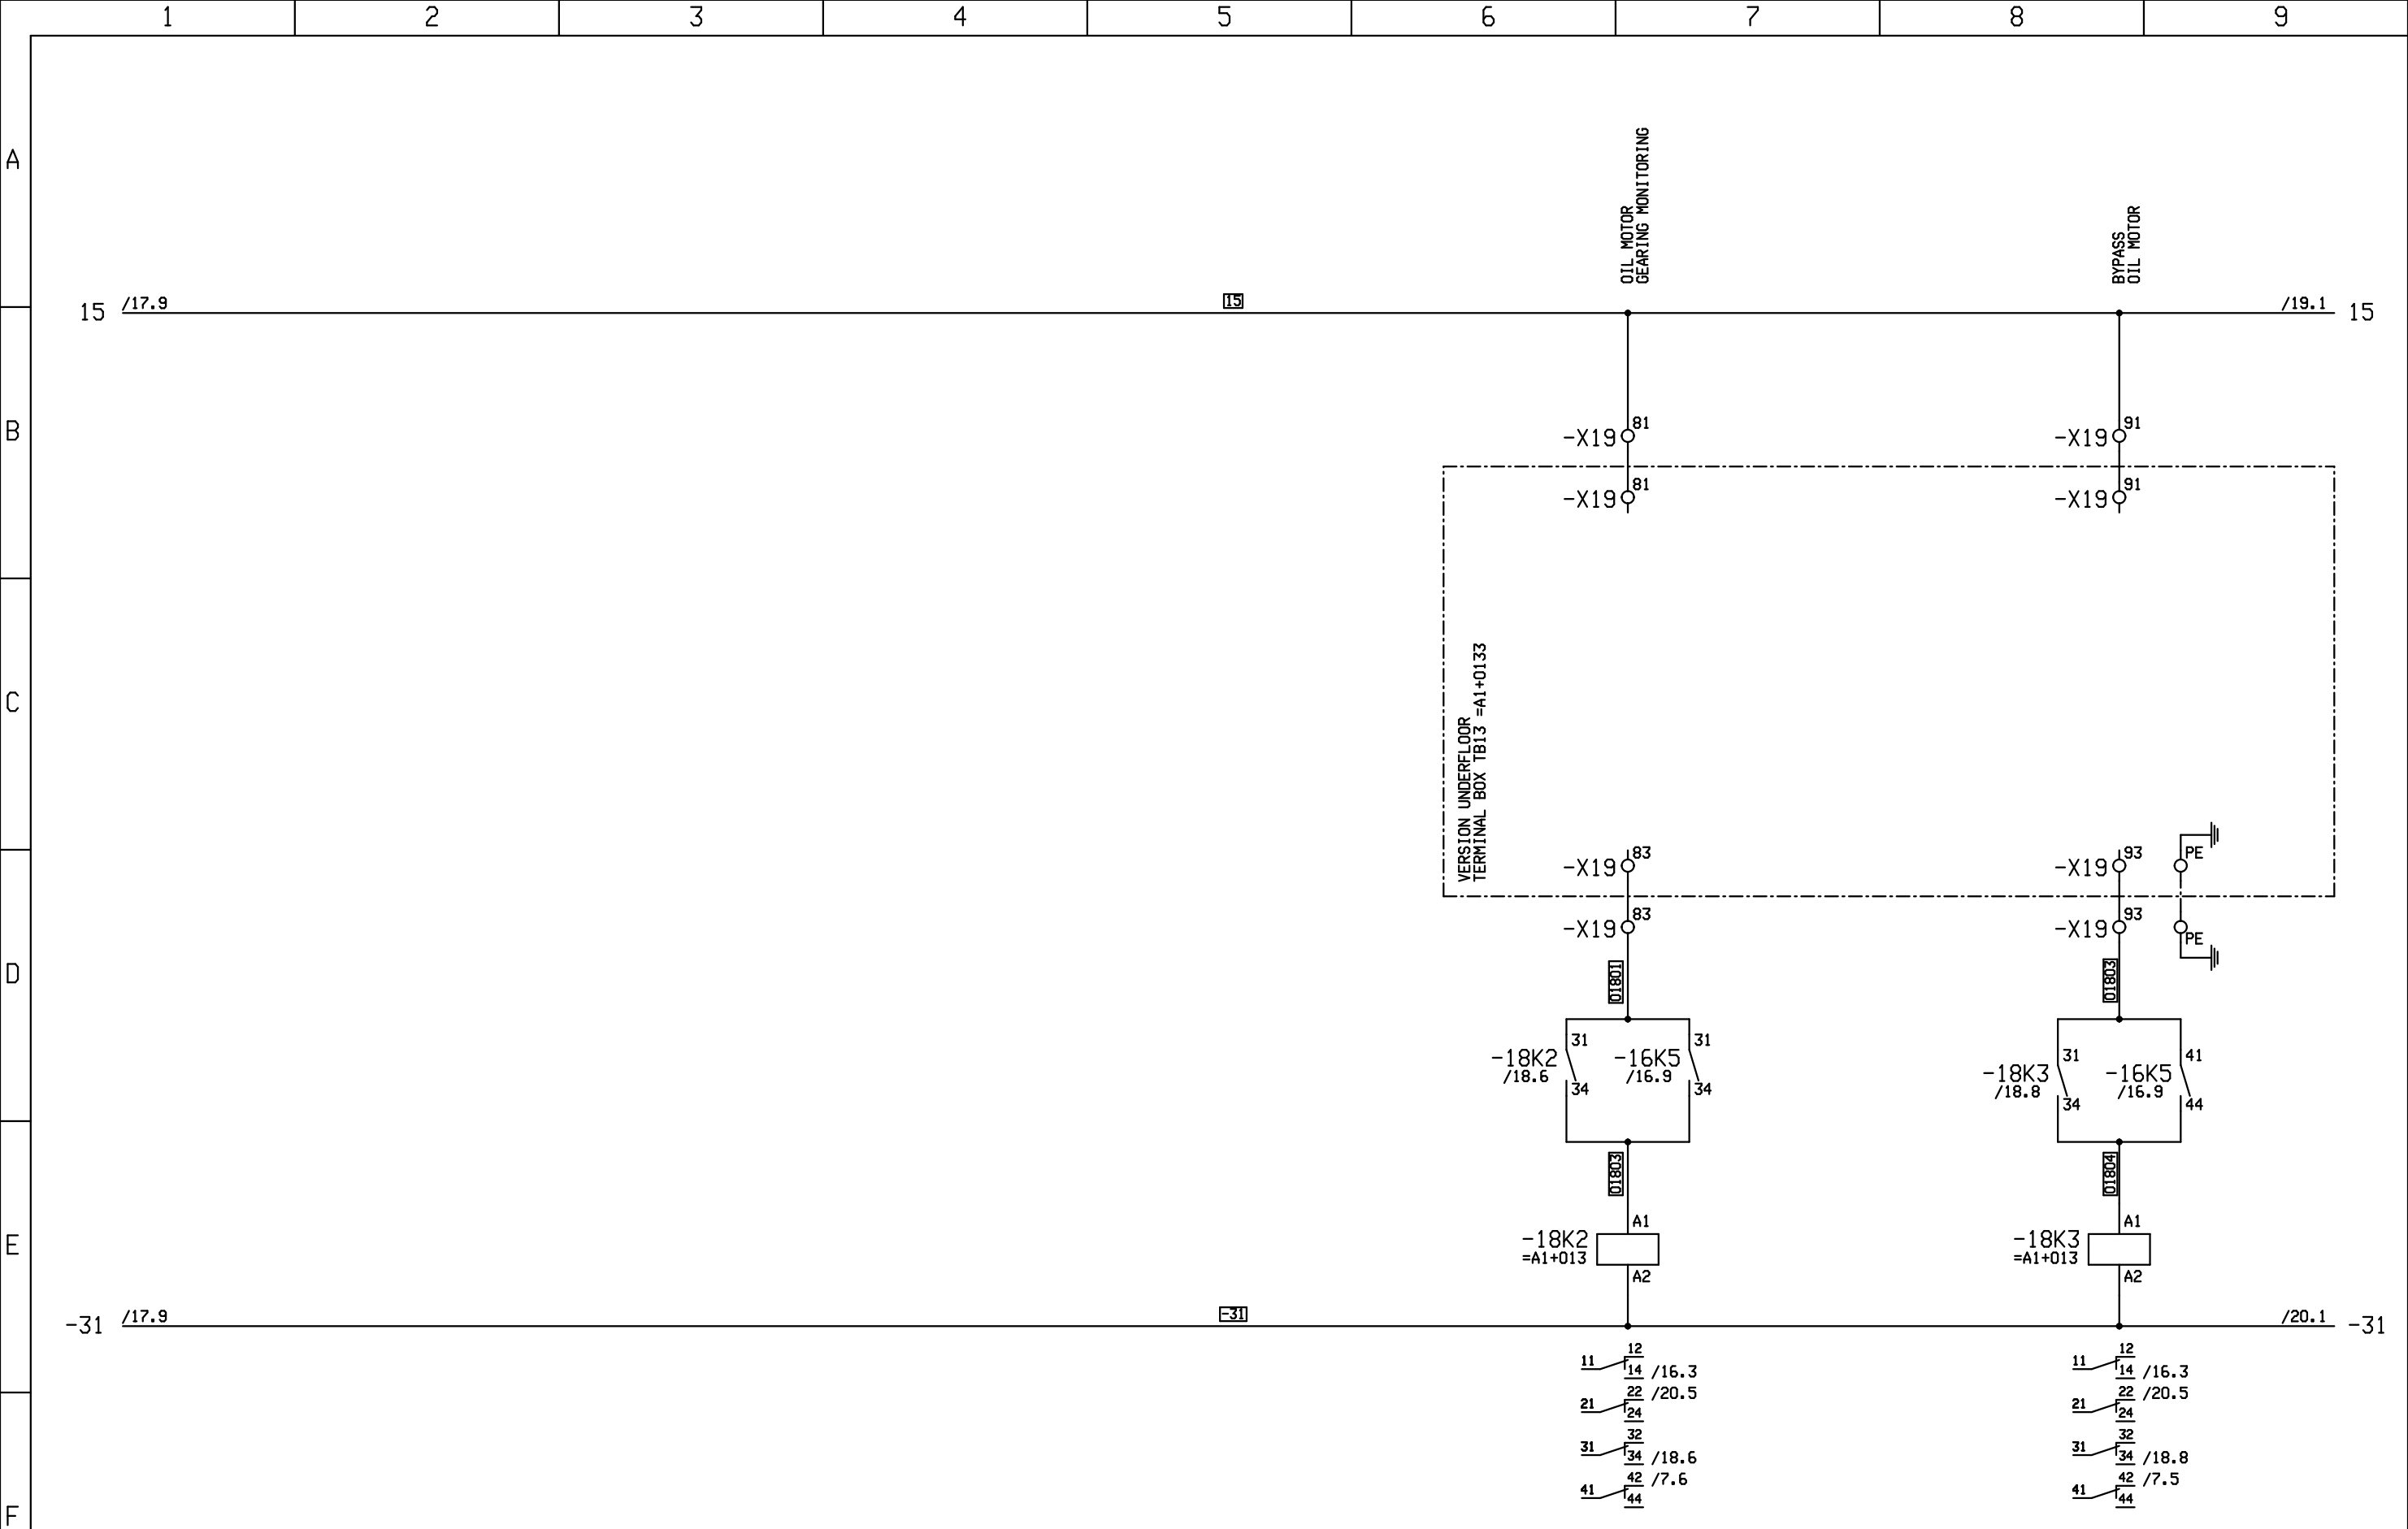 1 2 3 4 5 6 7 8 9
A
OIL MOTOR
GEARING MONITORING
BYPASS
OIL MOTOR
15 /17.9 15 /19.1 15
B
-X19 81 -X19 91
-X19 81 -X19 91
C
VERSION UNDERFLOOR
TERMINAL BOX TB13 =A1+O133
-X19 83 -X19 93 PE
-X19 83 -X19 93 PE
D
01801 01803
31 31 31 41
-18K2 -16K5 -18K3 -16K5
/18.6 /16.9 /18.8 /16.9
34 34 34 44
01803 01804
E
A1 A1
-18K2 -18K3
=A1+O13 =A1+O13
A2 A2
-31 /17.9 -31 /20.1 -31
12 12
11 14 /16.3 11 14 /16.3
22 /20.5 22 /20.5
21 24 21 24
32 32
31 34 /18.6 31 34 /18.8
42 /7.6 42 /7.5
41 44 41 44
F